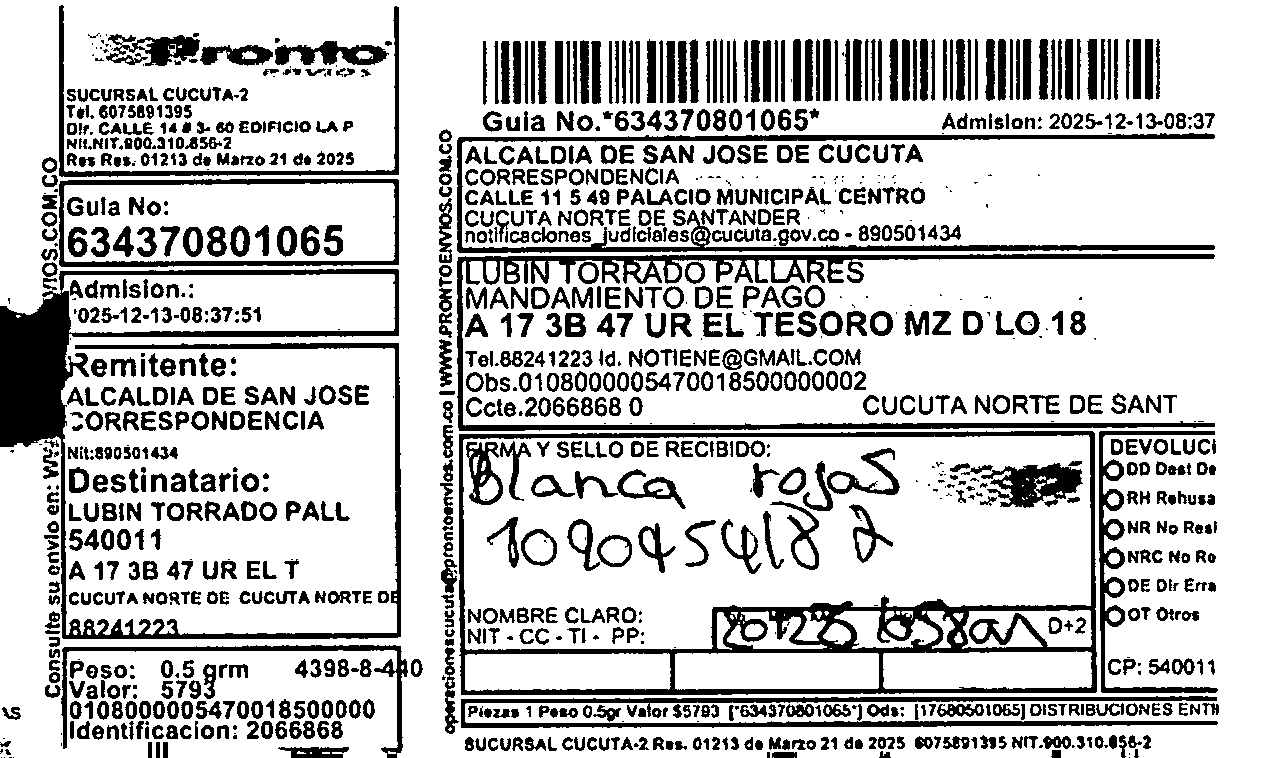 Pronto
envios
SUCURSAL CUCUTA-2
Tel. 6075891395
Dir. CALLE 14 # 3- 60 EDIFICIO LA P
Nit.NIT.900.310.856-2
Res Res. 01213 de Marzo 21 de 2025
Guia No:
634370801065
Admision.:
025-12-13-08:37:51
Remitente:
ALCALDIA DE SAN JOSE
CORRESPONDENCIA
Nit:890501434
Destinatario:
LUBIN TORRADO PALL
540011
A 17 3B 47 UR EL T
CUCUTA NORTE DE CUCUTA NORTE DE
88241223
Peso: 0.5 grm 4398-8-440
Valor: 5793
01080000054700185000000
Identificacion: 2066868
Consulte su envio en: WW VIOS.COM.CO
Guia No.*634370801065*
Admision: 2025-12-13-08:37
ALCALDIA DE SAN JOSE DE CUCUTA
CORRESPONDENCIA
CALLE 11 5 49 PALACIO MUNICIPAL CENTRO
CUCUTA NORTE DE SANTANDER
notificaciones_judiciales@cucuta.gov.co - 890501434
LUBIN TORRADO PALLARES
MANDAMIENTO DE PAGO
A 17 3B 47 UR EL TESORO MZ D LO 18
Tel.88241223 Id. NOTIENE@GMAIL.COM
Obs.010800000547001850000002
Ccte.2066868 0 CUCUTA NORTE DE SANT
operacionescucuta@prontoenvios.com.co | WWW.PRONTOENVIOS.COM.CO
FIRMA Y SELLO DE RECIBIDO:
Blanca rojas
1090454182
NOMBRE CLARO:
NIT - CC - TI - PP:
D+2
DEVOLUCI
DD Dest De
RH Rehusa
NR No Resi
NRC No Re
DE Dir Erra
OT Otros
CP: 540011
Piezas 1 Peso 0.5gr Valor $5793 [*634370801065*] Ods: [17680501065] DISTRIBUCIONES ENTR
SUCURSAL CUCUTA-2 Res. 01213 de Marzo 21 de 2025 6075891395 NIT.900.310.856-2